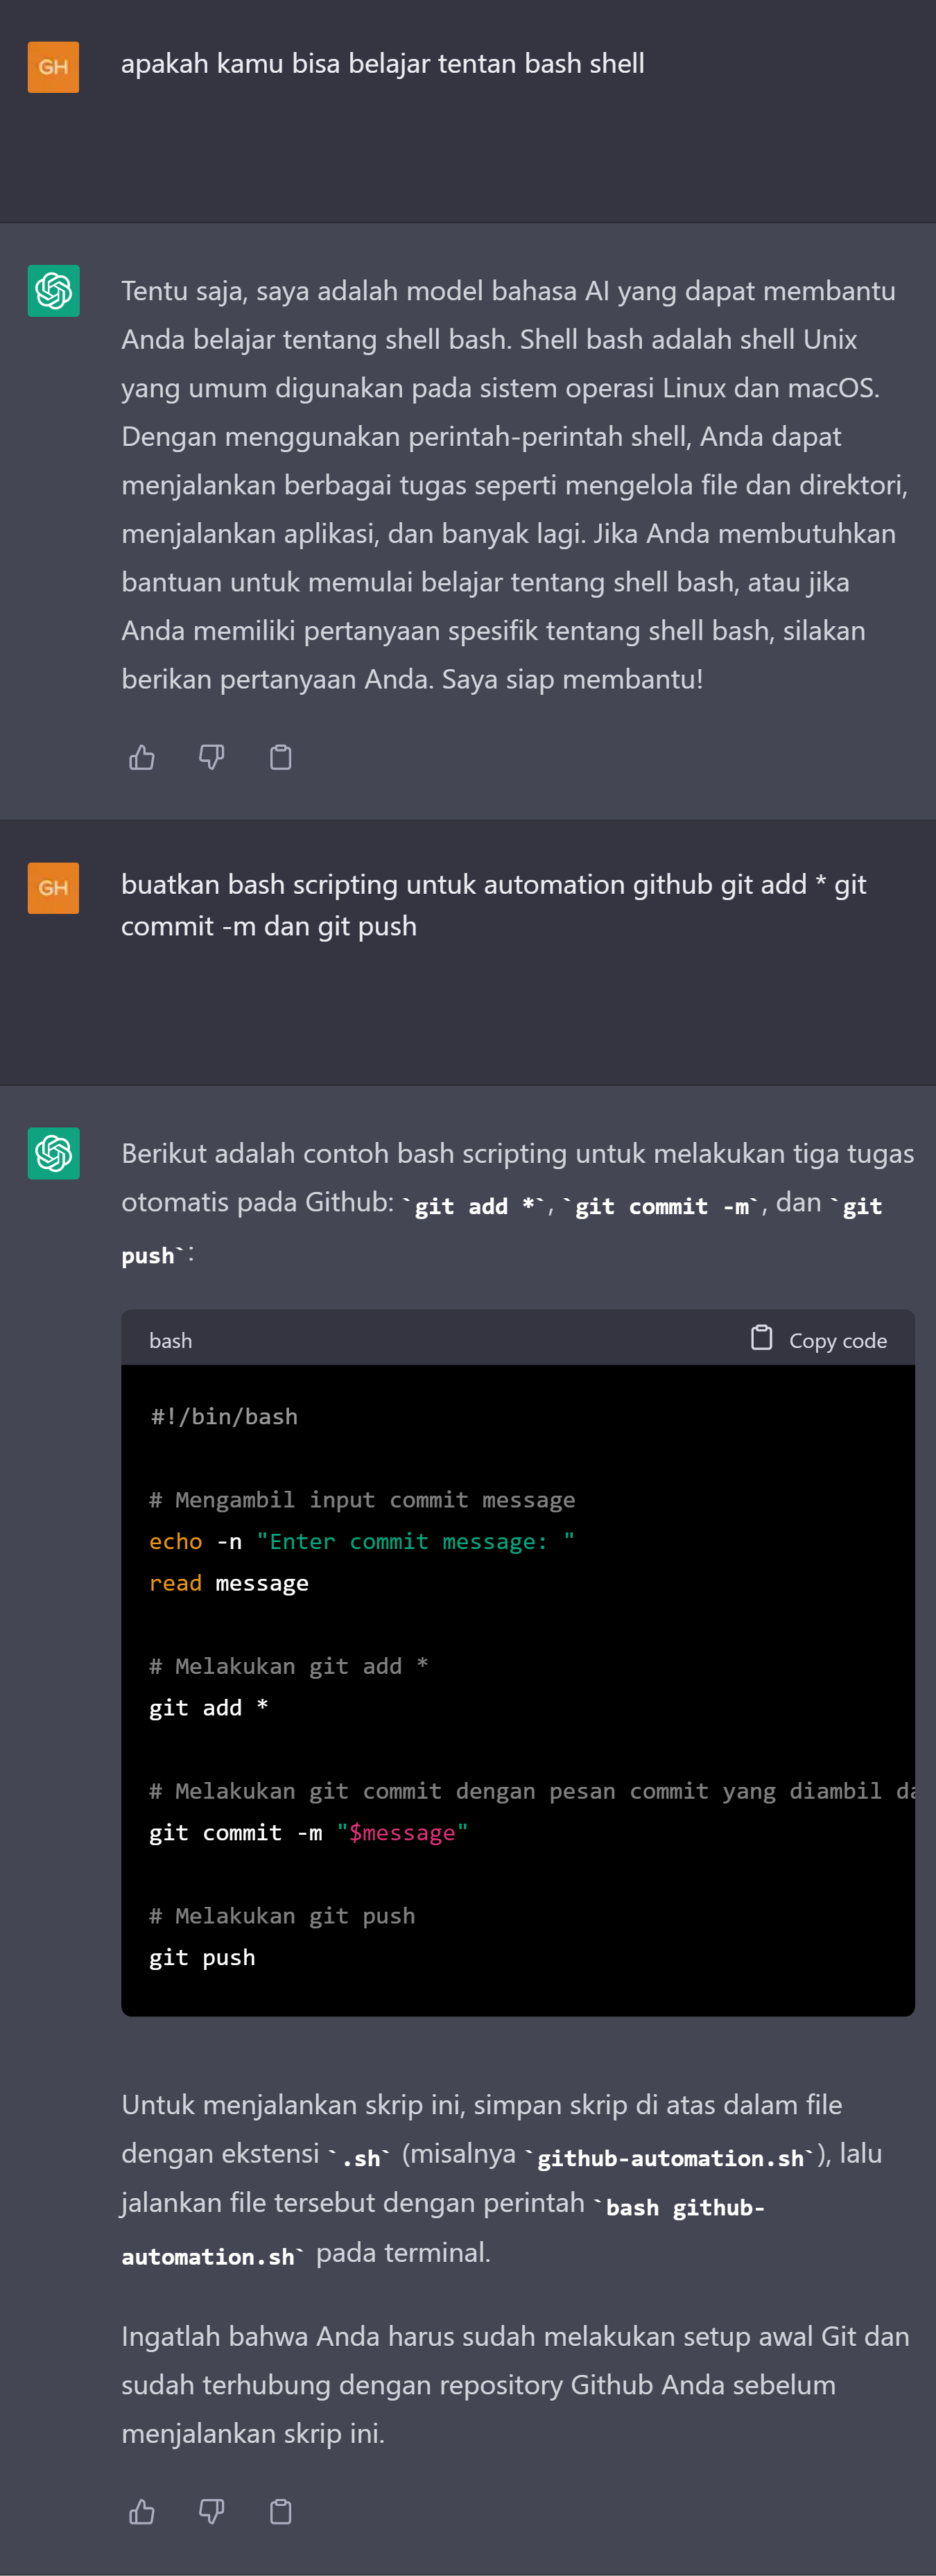 GH
apakah kamu bisa belajar tentan bash shell
Tentu saja, saya adalah model bahasa AI yang dapat membantu
Anda belajar tentang shell bash. Shell bash adalah shell Unix
yang umum digunakan pada sistem operasi Linux dan macOS.
Dengan menggunakan perintah-perintah shell, Anda dapat
menjalankan berbagai tugas seperti mengelola file dan direktori,
menjalankan aplikasi, dan banyak lagi. Jika Anda membutuhkan
bantuan untuk memulai belajar tentang shell bash, atau jika
Anda memiliki pertanyaan spesifik tentang shell bash, silakan
berikan pertanyaan Anda. Saya siap membantu!
GH
buatkan bash scripting untuk automation github git add * git
commit -m dan git push
Berikut adalah contoh bash scripting untuk melakukan tiga tugas
otomatis pada Github: `git add *`, `git commit -m`, dan `git
push`:
bash Copy code
#!/bin/bash
# Mengambil input commit message
echo -n "Enter commit message: "
read message
# Melakukan git add *
git add *
# Melakukan git commit dengan pesan commit yang diambil da
git commit -m "$message"
# Melakukan git push
git push
Untuk menjalankan skrip ini, simpan skrip di atas dalam file
dengan ekstensi `.sh` (misalnya `github-automation.sh`), lalu
jalankan file tersebut dengan perintah `bash github-
automation.sh` pada terminal.
Ingatlah bahwa Anda harus sudah melakukan setup awal Git dan
sudah terhubung dengan repository Github Anda sebelum
menjalankan skrip ini.